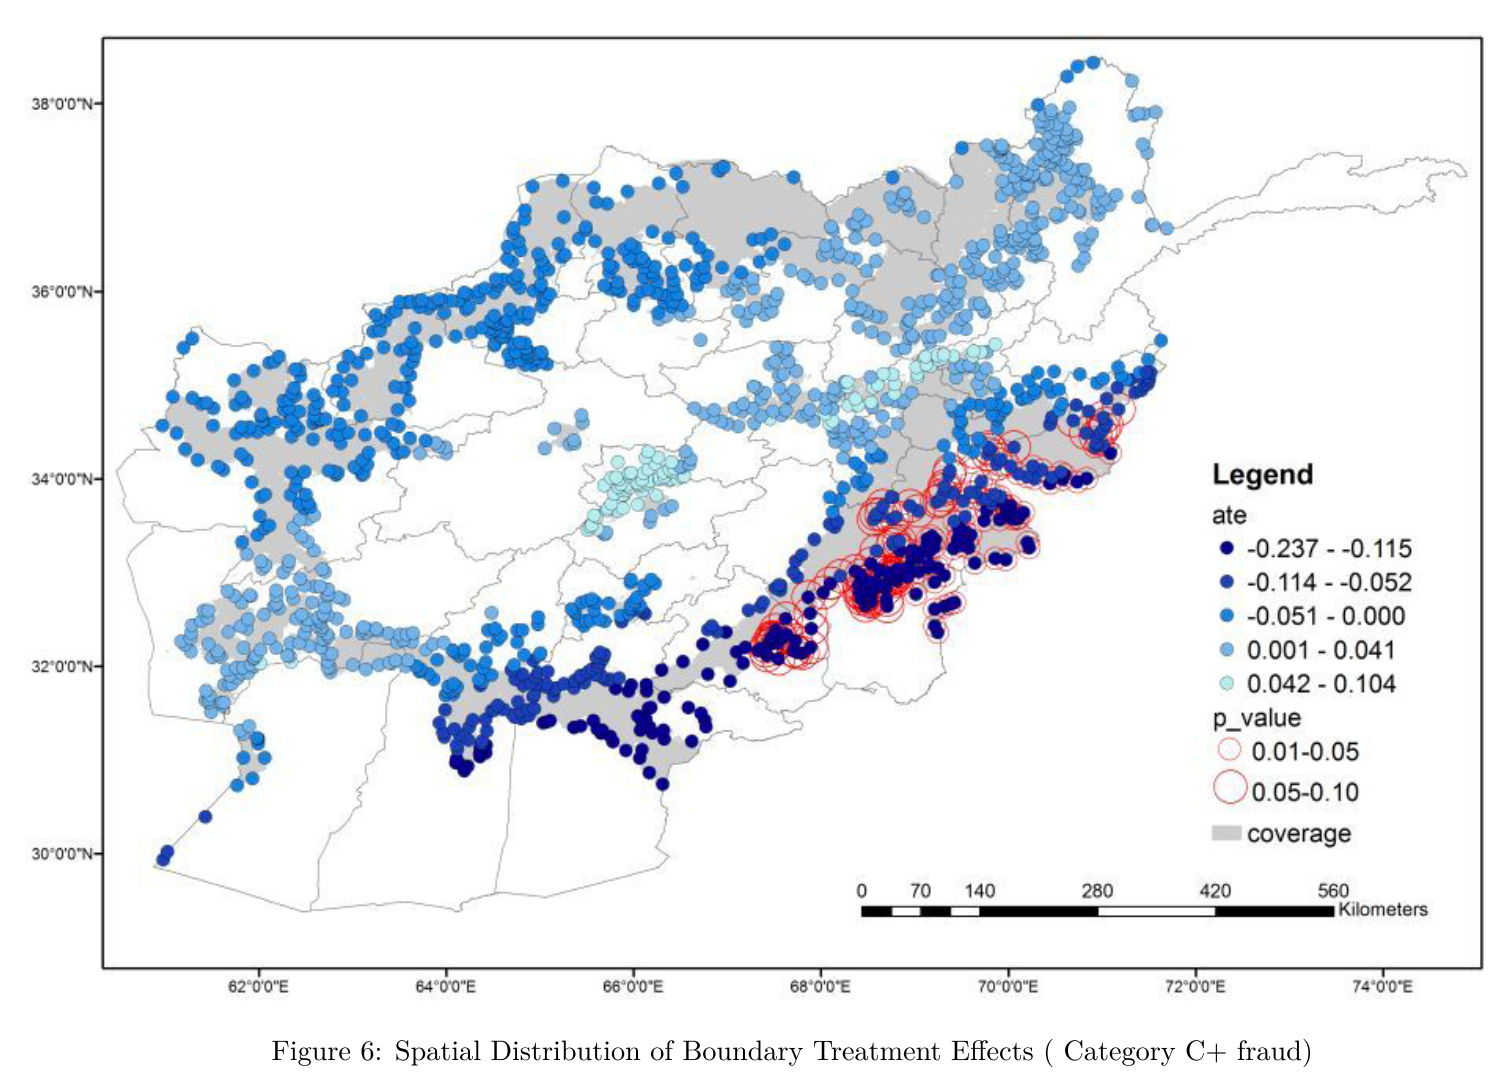 38°0'0"N
36°0'0"N
34°0'0"N
32°0'0"N
30°0'0"N
62°0'0"E
64°0'0"E
66°0'0"E
68°0'0"E
70°0'0"E
72°0'0"E
74°0'0"E
Legend
ate
-0.237 - -0.115
-0.114 - -0.052
-0.051 - 0.000
0.001 - 0.041
0.042 - 0.104
p_value
0.01-0.05
0.05-0.10
coverage
0 70 140 280 420 560
Kilometers
Figure 6: Spatial Distribution of Boundary Treatment Effects ( Category C+ fraud)